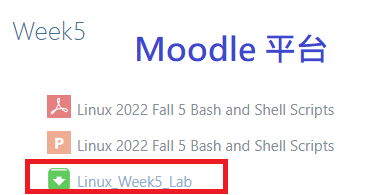 Week5
Moodle 平台
Linux 2022 Fall 5 Bash and Shell Scripts
P Linux 2022 Fall 5 Bash and Shell Scripts
Linux_Week5_Lab